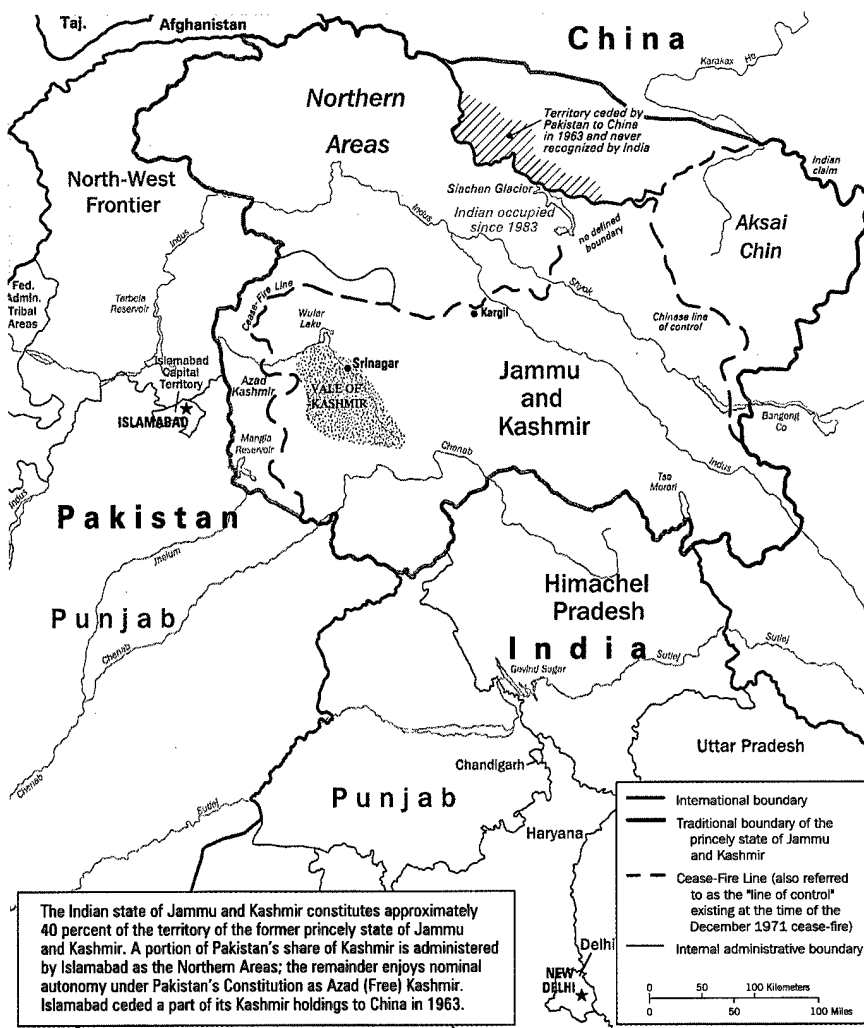 Taj.
Afghanistan
China
Karakax He
Northern
Areas
Territory ceded by
Pakistan to China
in 1963 and never
recognized by India
Indian
claim
North-West
Frontier
Siachen Glacier
Indian occupied
since 1983
no defined
boundary
Aksai
Chin
Indus
Indus
Shyok
Fed.
Admin.
Tribal
Areas
Tarbela
Reservoir
Cease-Fire Line
Wular
Lake
Kargil
Chinese line
of control
Islamabad
Capital
Territory
ISLAMABAD
Azad
Kashmir
Srinagar
VALE OF
KASHMIR
Jammu
and
Kashmir
Bangong
Co
Mangla
Reservoir
Chenab
Indus
Tso
Morari
Indus
Pakistan
Jhelum
Punjab
Chenab
Himachel
Pradesh
India
Sutlej
Sutlej
Govind Sagar
Uttar Pradesh
Chenab
Sutlej
Chandigarh
Punjab
Haryana
Delhi
NEW
DELHI
International boundary
Traditional boundary of the
princely state of Jammu
and Kashmir
Cease-Fire Line (also referred
to as the "line of control"
existing at the time of the
December 1971 cease-fire)
Internal administrative boundary
0 50 100 Kilometers
0 50 100 Miles
The Indian state of Jammu and Kashmir constitutes approximately
40 percent of the territory of the former princely state of Jammu
and Kashmir. A portion of Pakistan's share of Kashmir is administered
by Islamabad as the Northern Areas; the remainder enjoys nominal
autonomy under Pakistan's Constitution as Azad (Free) Kashmir.
Islamabad ceded a part of its Kashmir holdings to China in 1963.